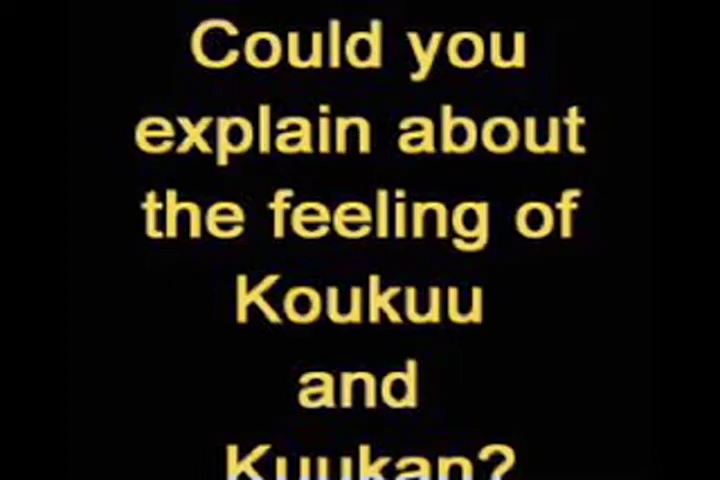 Could you
explain about
the feeling of
Koukuu
and
Kuukan?